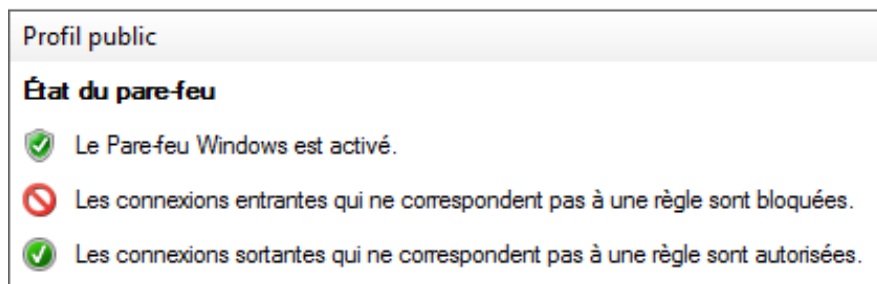 Profil public
État du pare-feu
Le Pare-feu Windows est activé.
Les connexions entrantes qui ne correspondent pas à une règle sont bloquées.
Les connexions sortantes qui ne correspondent pas à une règle sont autorisées.